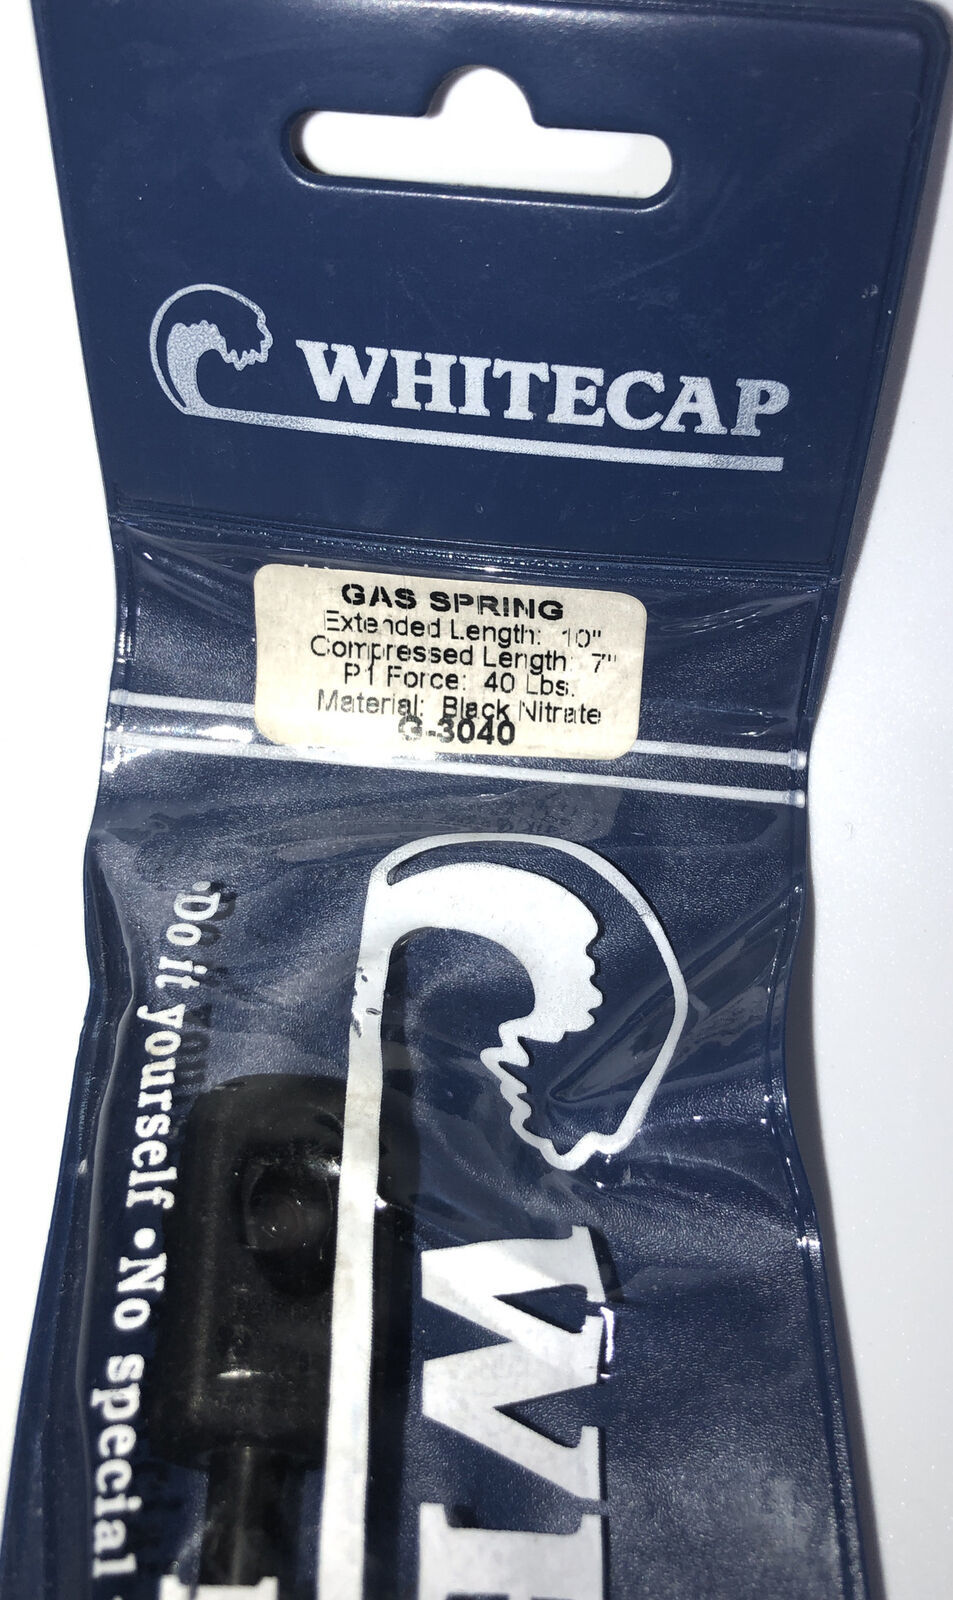 WHITECAP
GAS SPRING
Extended Length: 10"
Compressed Length: 7"
P1 Force: 40 Lbs.
Material: Black Nitrate
G-3040
Do it yourself • No special